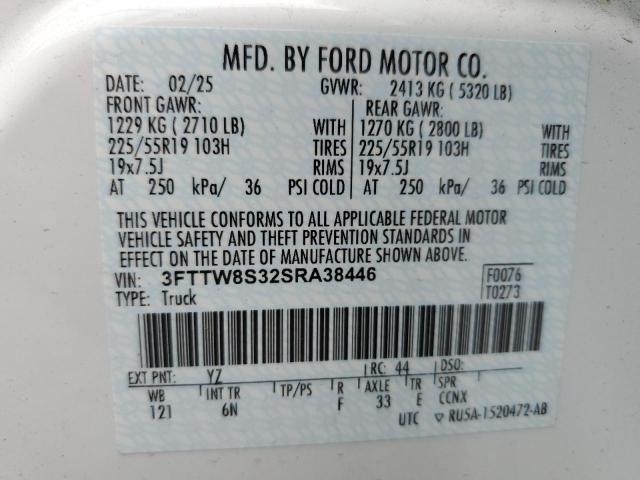 MFD. BY FORD MOTOR CO.
DATE: 02/25 GVWR: 2413 KG ( 5320 LB)
FRONT GAWR: REAR GAWR:
1229 KG ( 2710 LB) WITH 1270 KG ( 2800 LB) WITH
225/55R19 103H TIRES 225/55R19 103H TIRES
19x7.5J RIMS 19x7.5J RIMS
AT 250 kPa/ 36 PSI COLD AT 250 kPa/ 36 PSI COLD
THIS VEHICLE CONFORMS TO ALL APPLICABLE FEDERAL MOTOR
VEHICLE SAFETY AND THEFT PREVENTION STANDARDS IN
EFFECT ON THE DATE OF MANUFACTURE SHOWN ABOVE.
VIN: 3FTTW8S32SRA38446 F0076
TYPE: Truck T0273
EXT PNT: YZ RC: 44 DSO:
WB INT TR TP/PS R AXLE TR SPR
121 6N F 33 E CCNX
UTC ▽ RU5A-1520472-AB